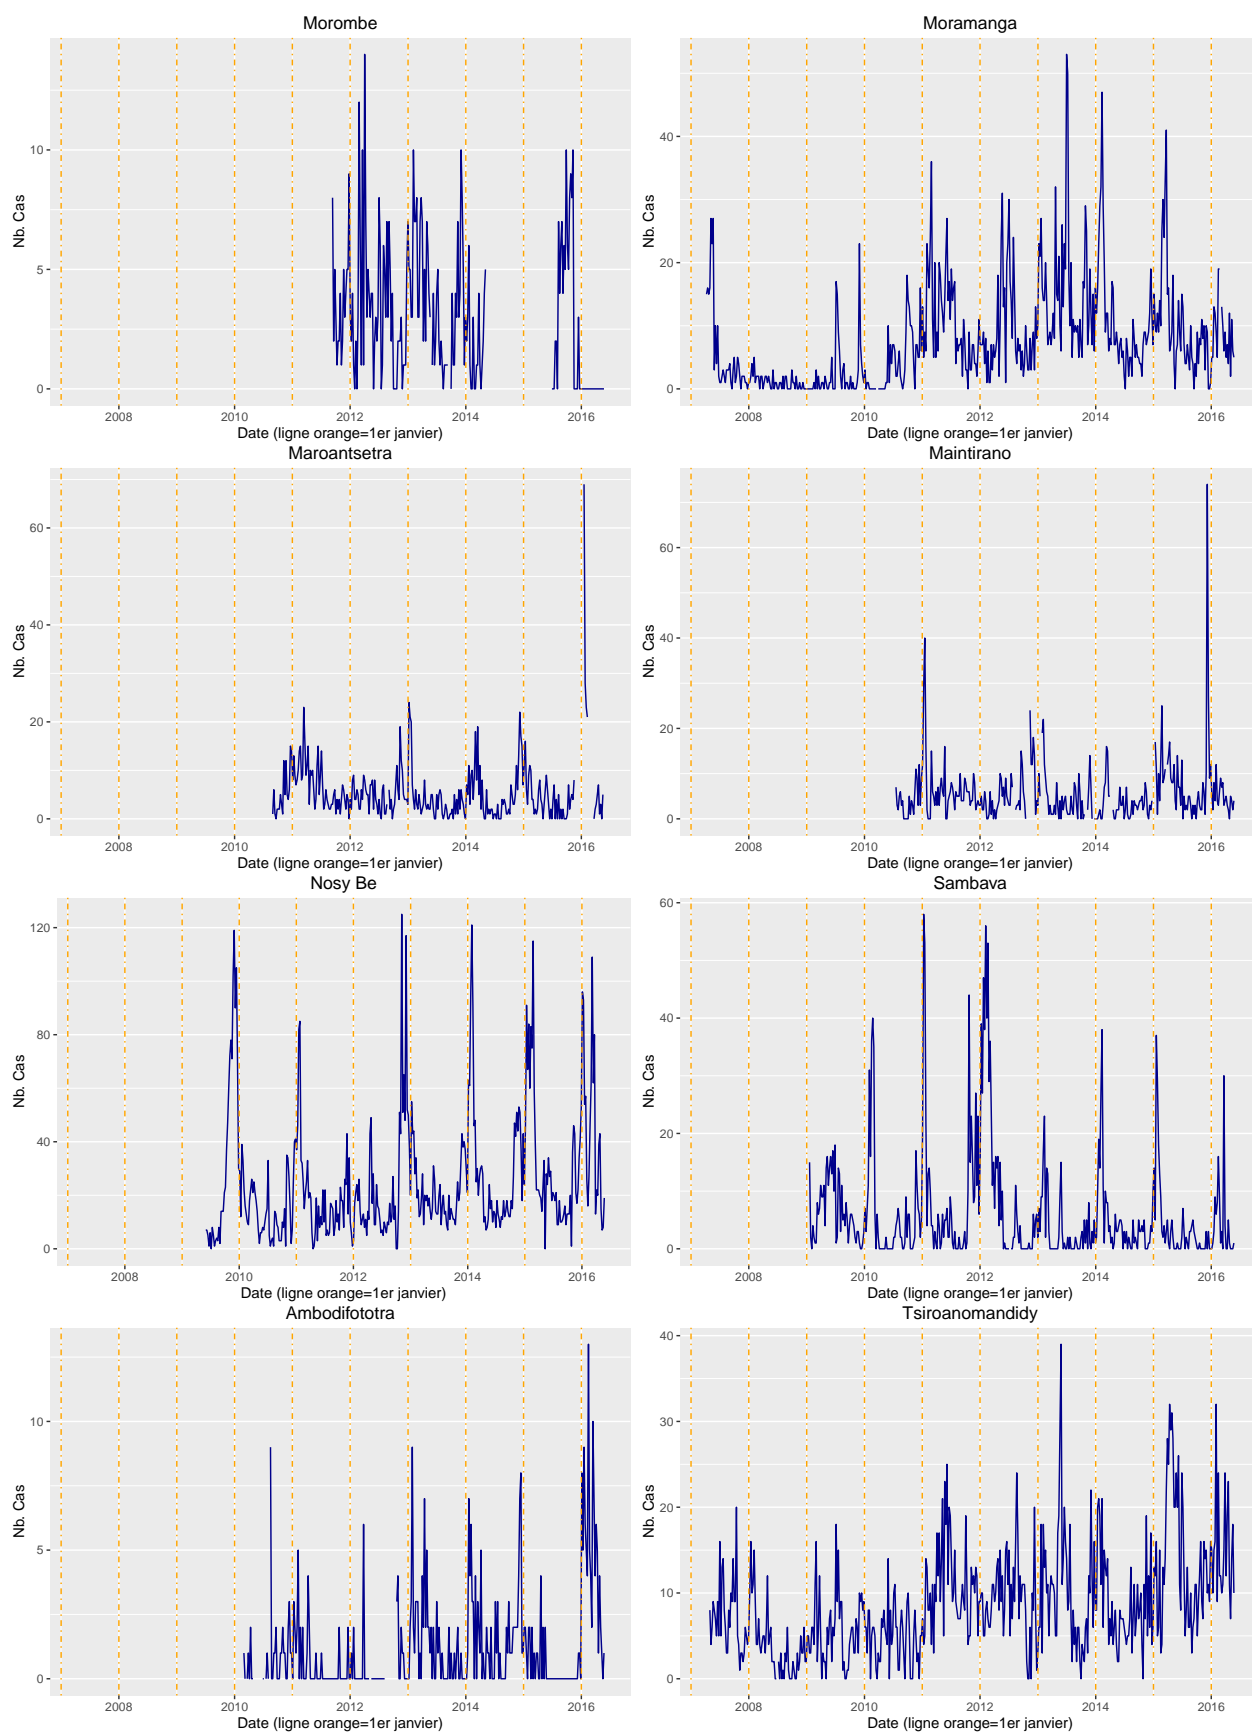 Morombe
Nb. Cas
10
5
0
2008 2010 2012 2014 2016
Date (ligne orange=1er janvier)
Moramanga
Nb. Cas
40
20
0
2008 2010 2012 2014 2016
Date (ligne orange=1er janvier)
Maroantsetra
Nb. Cas
60
40
20
0
2008 2010 2012 2014 2016
Date (ligne orange=1er janvier)
Maintirano
Nb. Cas
60
40
20
0
2008 2010 2012 2014 2016
Date (ligne orange=1er janvier)
Nosy Be
Nb. Cas
120
80
40
0
2008 2010 2012 2014 2016
Date (ligne orange=1er janvier)
Sambava
Nb. Cas
60
40
20
0
2008 2010 2012 2014 2016
Date (ligne orange=1er janvier)
Ambodifototra
Nb. Cas
10
5
0
2008 2010 2012 2014 2016
Date (ligne orange=1er janvier)
Tsiroanomandidy
Nb. Cas
40
30
20
10
0
2008 2010 2012 2014 2016
Date (ligne orange=1er janvier)